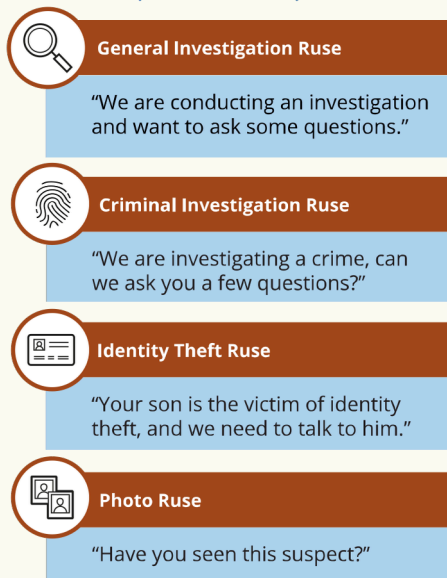 General Investigation Ruse
“We are conducting an investigation
and want to ask some questions.”
Criminal Investigation Ruse
“We are investigating a crime, can
we ask you a few questions?”
Identity Theft Ruse
“Your son is the victim of identity
theft, and we need to talk to him.”
Photo Ruse
“Have you seen this suspect?”